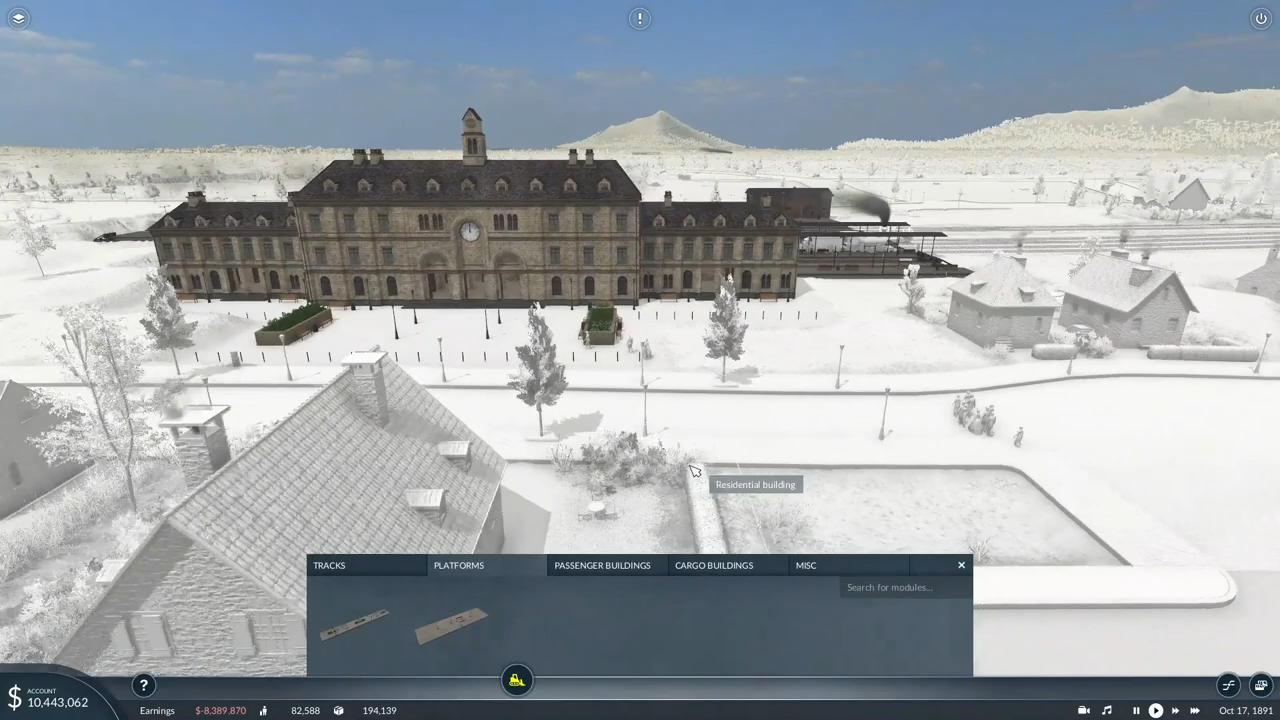 !
Residential building
TRACKS
PLATFORMS
PASSENGER BUILDINGS
CARGO BUILDINGS
MISC
Search for modules...
$
ACCOUNT
10,443,062
?
Earnings
$-8,389,870
82,588
194,139
Oct 17, 1891